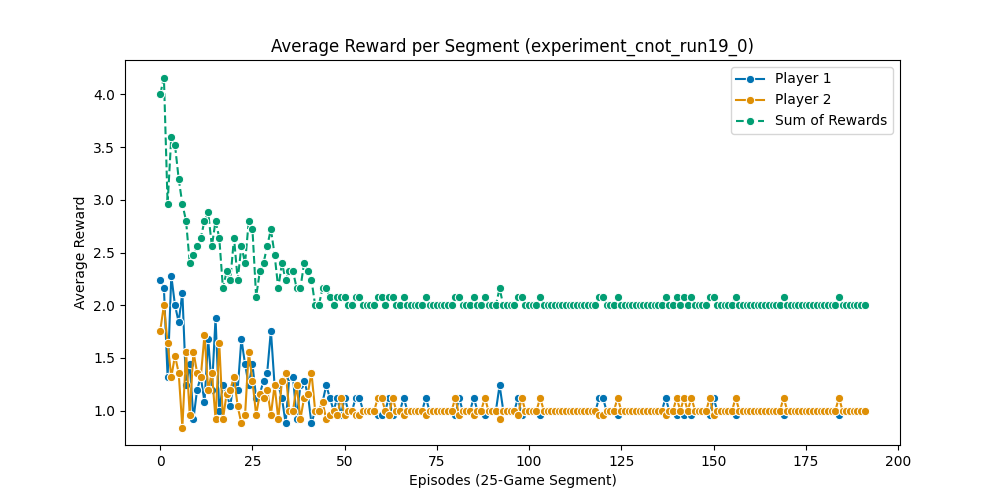 Average Reward per Segment (experiment_cnot_run19_0)
Player 1
Player 2
Sum of Rewards
4.0
3.5
3.0
2.5
2.0
1.5
1.0
Average Reward
0 25 50 75 100 125 150 175 200
Episodes (25-Game Segment)